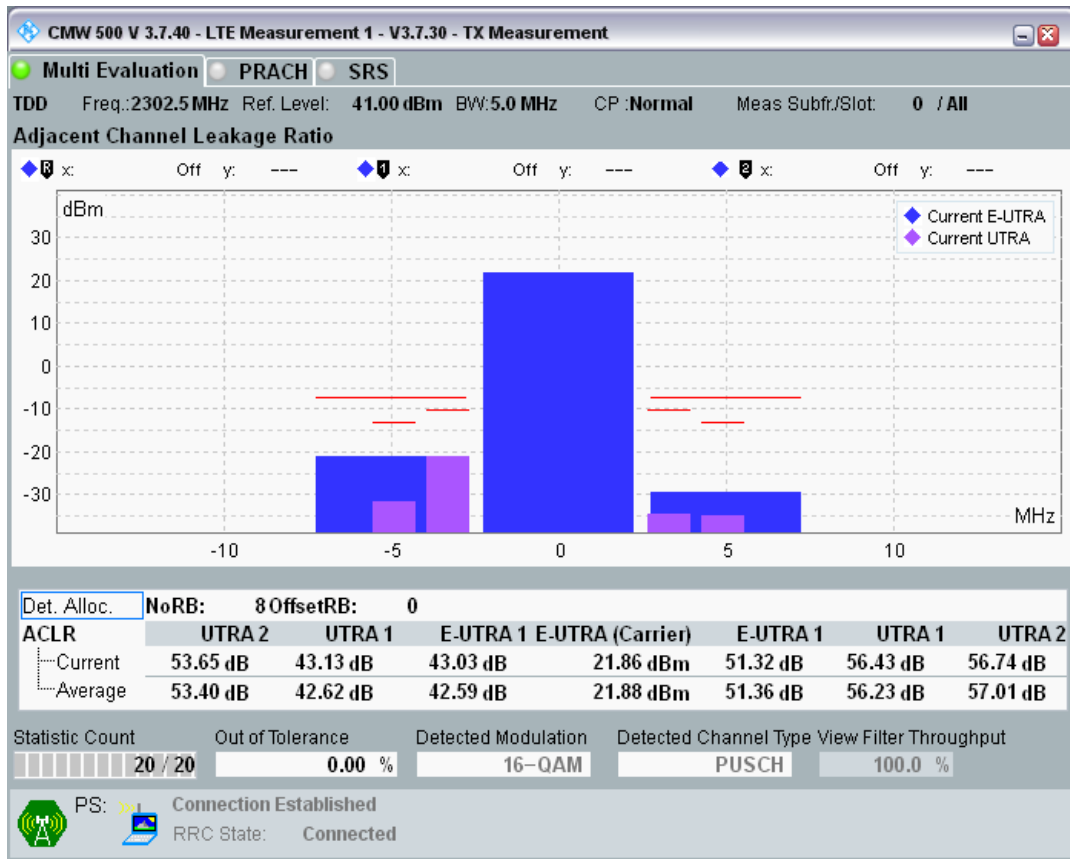 CMW 500 V 3.7.40 - LTE Measurement 1 - V3.7.30 - TX Measurement
Multi Evaluation PRACH SRS
TDD Freq.:2302.5 MHz Ref. Level: 41.00 dBm BW:5.0 MHz CP :Normal Meas Subfr./Slot: 0 / All
Adjacent Channel Leakage Ratio
R x: Off y: --- 1 x: Off y: --- 2 x: Off y: ---
dBm
Current E-UTRA
Current UTRA
30
20
10
0
-10
-20
-30
MHz
-10 -5 0 5 10
Det. Alloc. NoRB: 8 OffsetRB: 0
ACLR UTRA 2 UTRA 1 E-UTRA 1 E-UTRA (Carrier) E-UTRA 1 UTRA 1 UTRA 2
Current 53.65 dB 43.13 dB 43.03 dB 21.86 dBm 51.32 dB 56.43 dB 56.74 dB
Average 53.40 dB 42.62 dB 42.59 dB 21.88 dBm 51.36 dB 56.23 dB 57.01 dB
Statistic Count Out of Tolerance Detected Modulation Detected Channel Type View Filter Throughput
20 / 20 0.00 % 16-QAM PUSCH 100.0 %
PS: Connection Established
RRC State: Connected